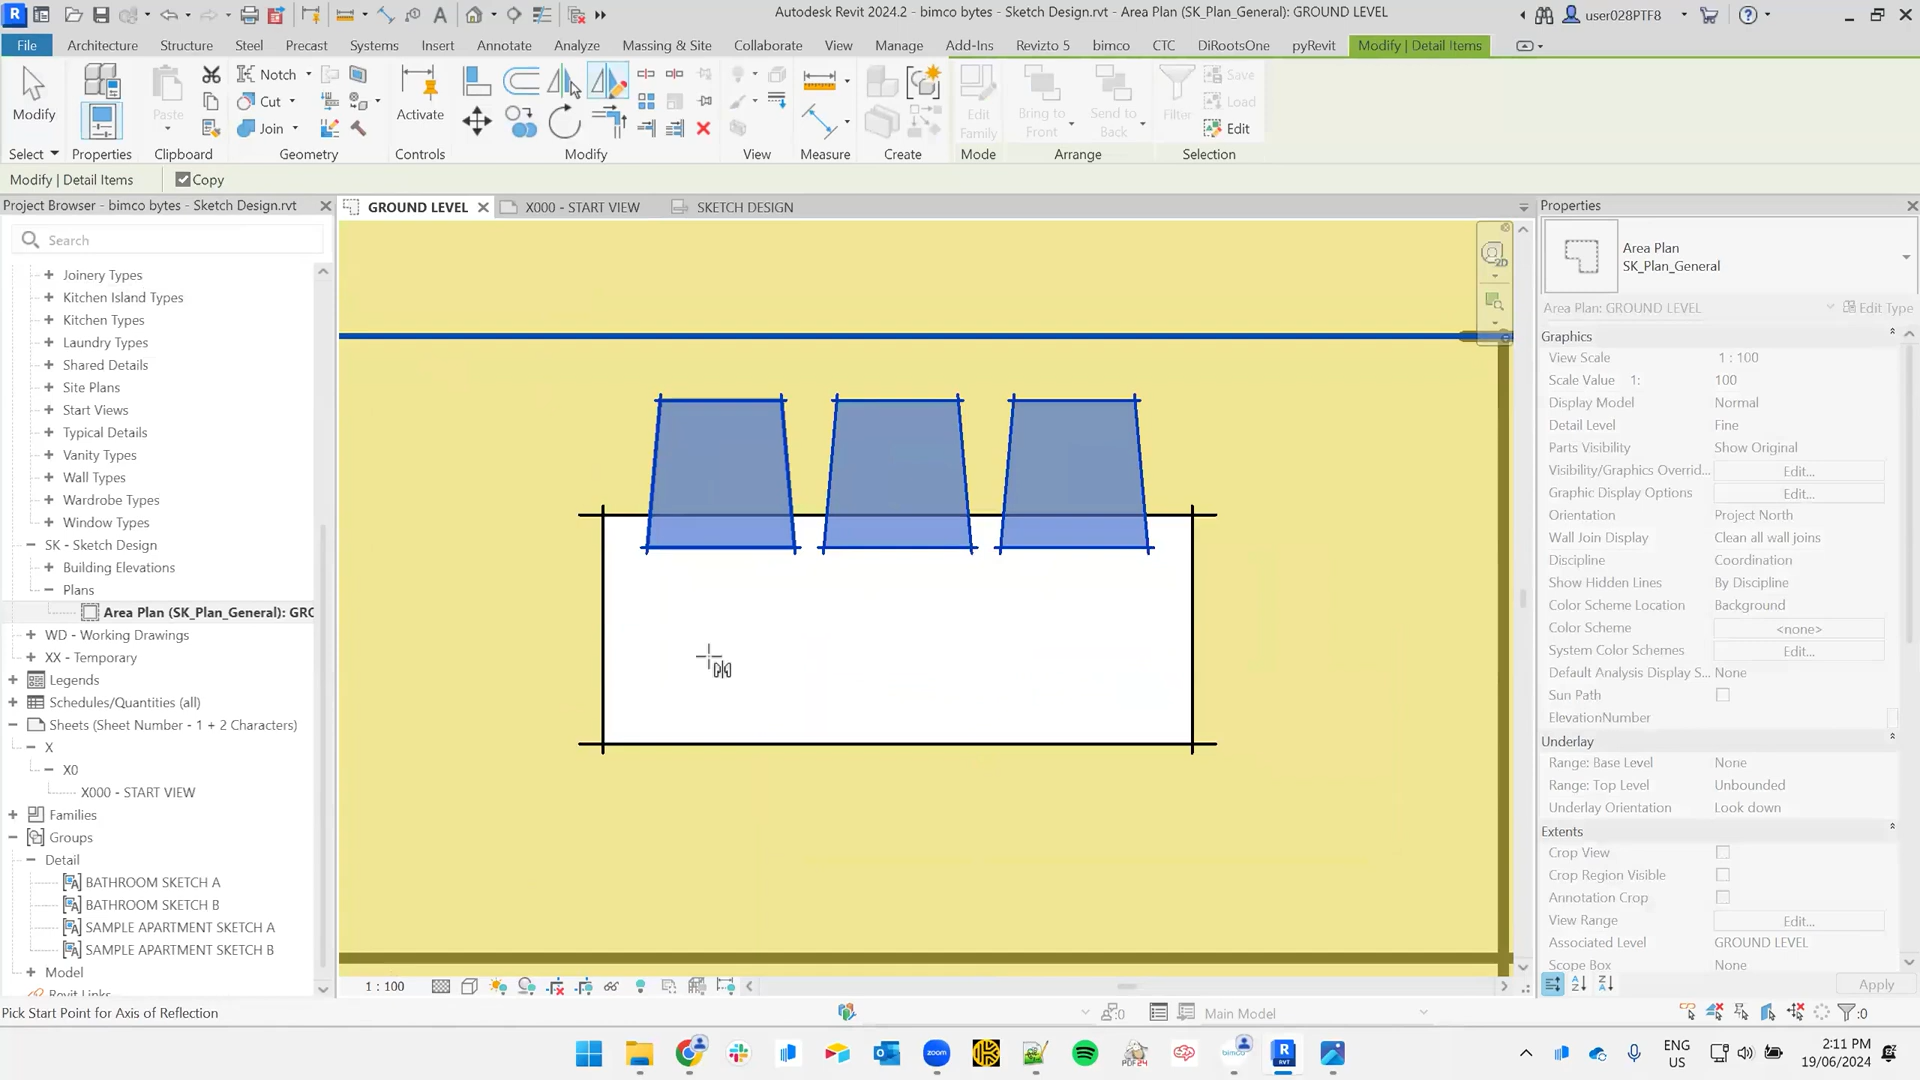 Autodesk Revit 2024.2 - bimco bytes - Sketch Design.rvt - Area Plan (SK_Plan_General): GROUND LEVEL
user028PTF8
File Architecture Structure Steel Precast Systems Insert Annotate Analyze Massing & Site Collaborate View Manage Add-Ins Revizto 5 bimco CTC DiRootsOne pyRevit Modify | Detail Items
Modify
Paste
Notch
Cut
Join
Activate
Edit
Family
Bring to
Front
Send to
Back
Filter
Save
Load
Edit
Select Properties Clipboard Geometry Controls Modify View Measure Create Mode Arrange Selection
Modify | Detail Items Copy
Project Browser - bimco bytes - Sketch Design.rvt
GROUND LEVEL
X000 - START VIEW
SKETCH DESIGN
Search
Joinery Types
Kitchen Island Types
Kitchen Types
Laundry Types
Shared Details
Site Plans
Start Views
Typical Details
Vanity Types
Wall Types
Wardrobe Types
Window Types
SK - Sketch Design
Building Elevations
Plans
Area Plan (SK_Plan_General): GRO
WD - Working Drawings
XX - Temporary
Legends
Schedules/Quantities (all)
Sheets (Sheet Number - 1 + 2 Characters)
X
X0
X000 - START VIEW
Families
Groups
Detail
BATHROOM SKETCH A
BATHROOM SKETCH B
SAMPLE APARTMENT SKETCH A
SAMPLE APARTMENT SKETCH B
Model
Revit Links
2D
Properties
Area Plan
SK_Plan_General
Area Plan: GROUND LEVEL Edit Type
Graphics
View Scale 1 : 100
Scale Value 1: 100
Display Model Normal
Detail Level Fine
Parts Visibility Show Original
Visibility/Graphics Overrid... Edit...
Graphic Display Options Edit...
Orientation Project North
Wall Join Display Clean all wall joins
Discipline Coordination
Show Hidden Lines By Discipline
Color Scheme Location Background
Color Scheme <none>
System Color Schemes Edit...
Default Analysis Display S... None
Sun Path
ElevationNumber
Underlay
Range: Base Level None
Range: Top Level Unbounded
Underlay Orientation Look down
Extents
Crop View
Crop Region Visible
Annotation Crop
View Range Edit...
Associated Level GROUND LEVEL
Scope Box None
Apply
1 : 100
Pick Start Point for Axis of Reflection
:0
Main Model
:0
zoom
PDF24
bimco
R
RVT
ENG
US
2:11 PM
19/06/2024